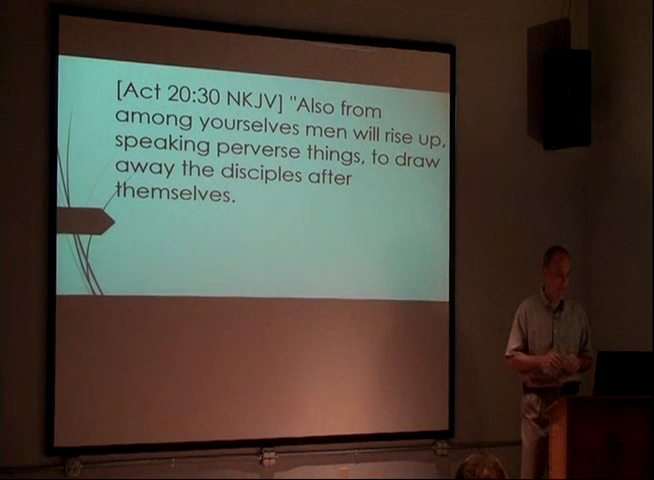 [Act 20:30 NKJV] "Also from
among yourselves men will rise up,
speaking perverse things, to draw
away the disciples after
themselves.